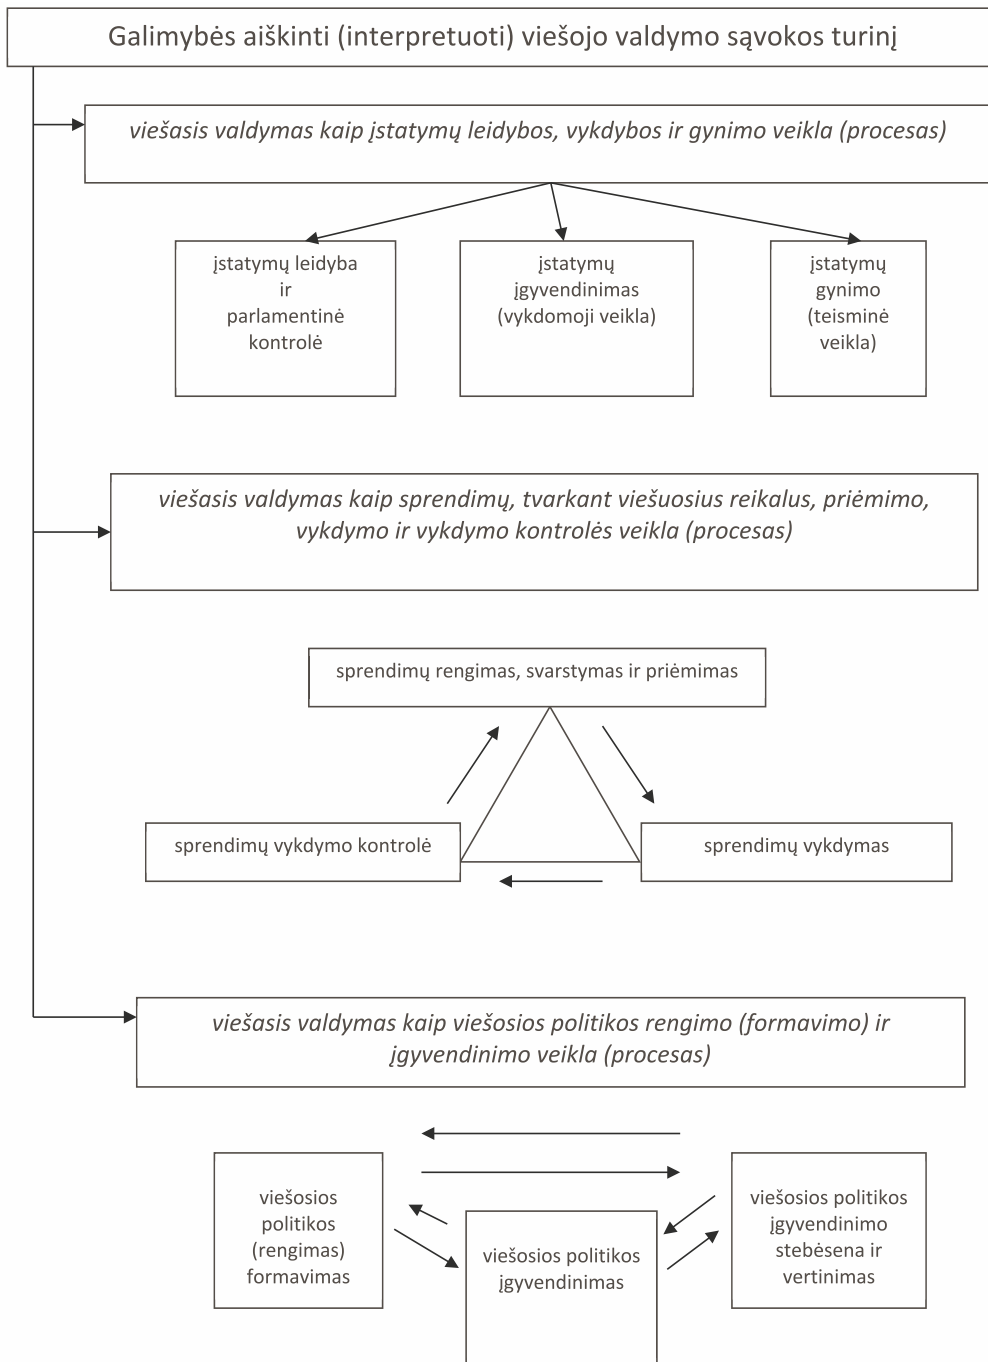 Galimybės aiškinti (interpretuoti) viešojo valdymo sąvokos turinį
viešasis valdymas kaip įstatymų leidybos, vykdybos ir gynimo veikla (procesas)
įstatymų leidyba
ir
parlamentinė
kontrolė
įstatymų
įgyvendinimas
(vykdomoji veikla)
įstatymų
gynimo
(teisminė
veikla)
viešasis valdymas kaip sprendimų, tvarkant viešuosius reikalus, priėmimo,
vykdymo ir vykdymo kontrolės veikla (procesas)
sprendimų rengimas, svarstymas ir priėmimas
sprendimų vykdymo kontrolė
sprendimų vykdymas
viešasis valdymas kaip viešosios politikos rengimo (formavimo) ir
įgyvendinimo veikla (procesas)
viešosios
politikos
(rengimas)
formavimas
viešosios politikos
įgyvendinimas
viešosios politikos
įgyvendinimo
stebėsena ir
vertinimas